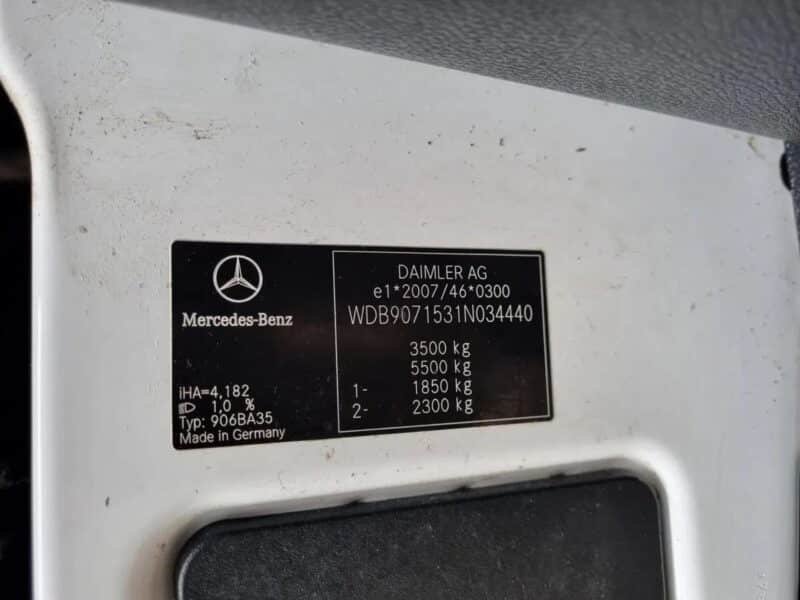 Mercedes-Benz
iHA=4,182
1,0 %
Typ: 906BA35
Made in Germany
DAIMLER AG
e1*2007/46*0300
WDB9071531N034440
3500 kg
5500 kg
1- 1850 kg
2- 2300 kg